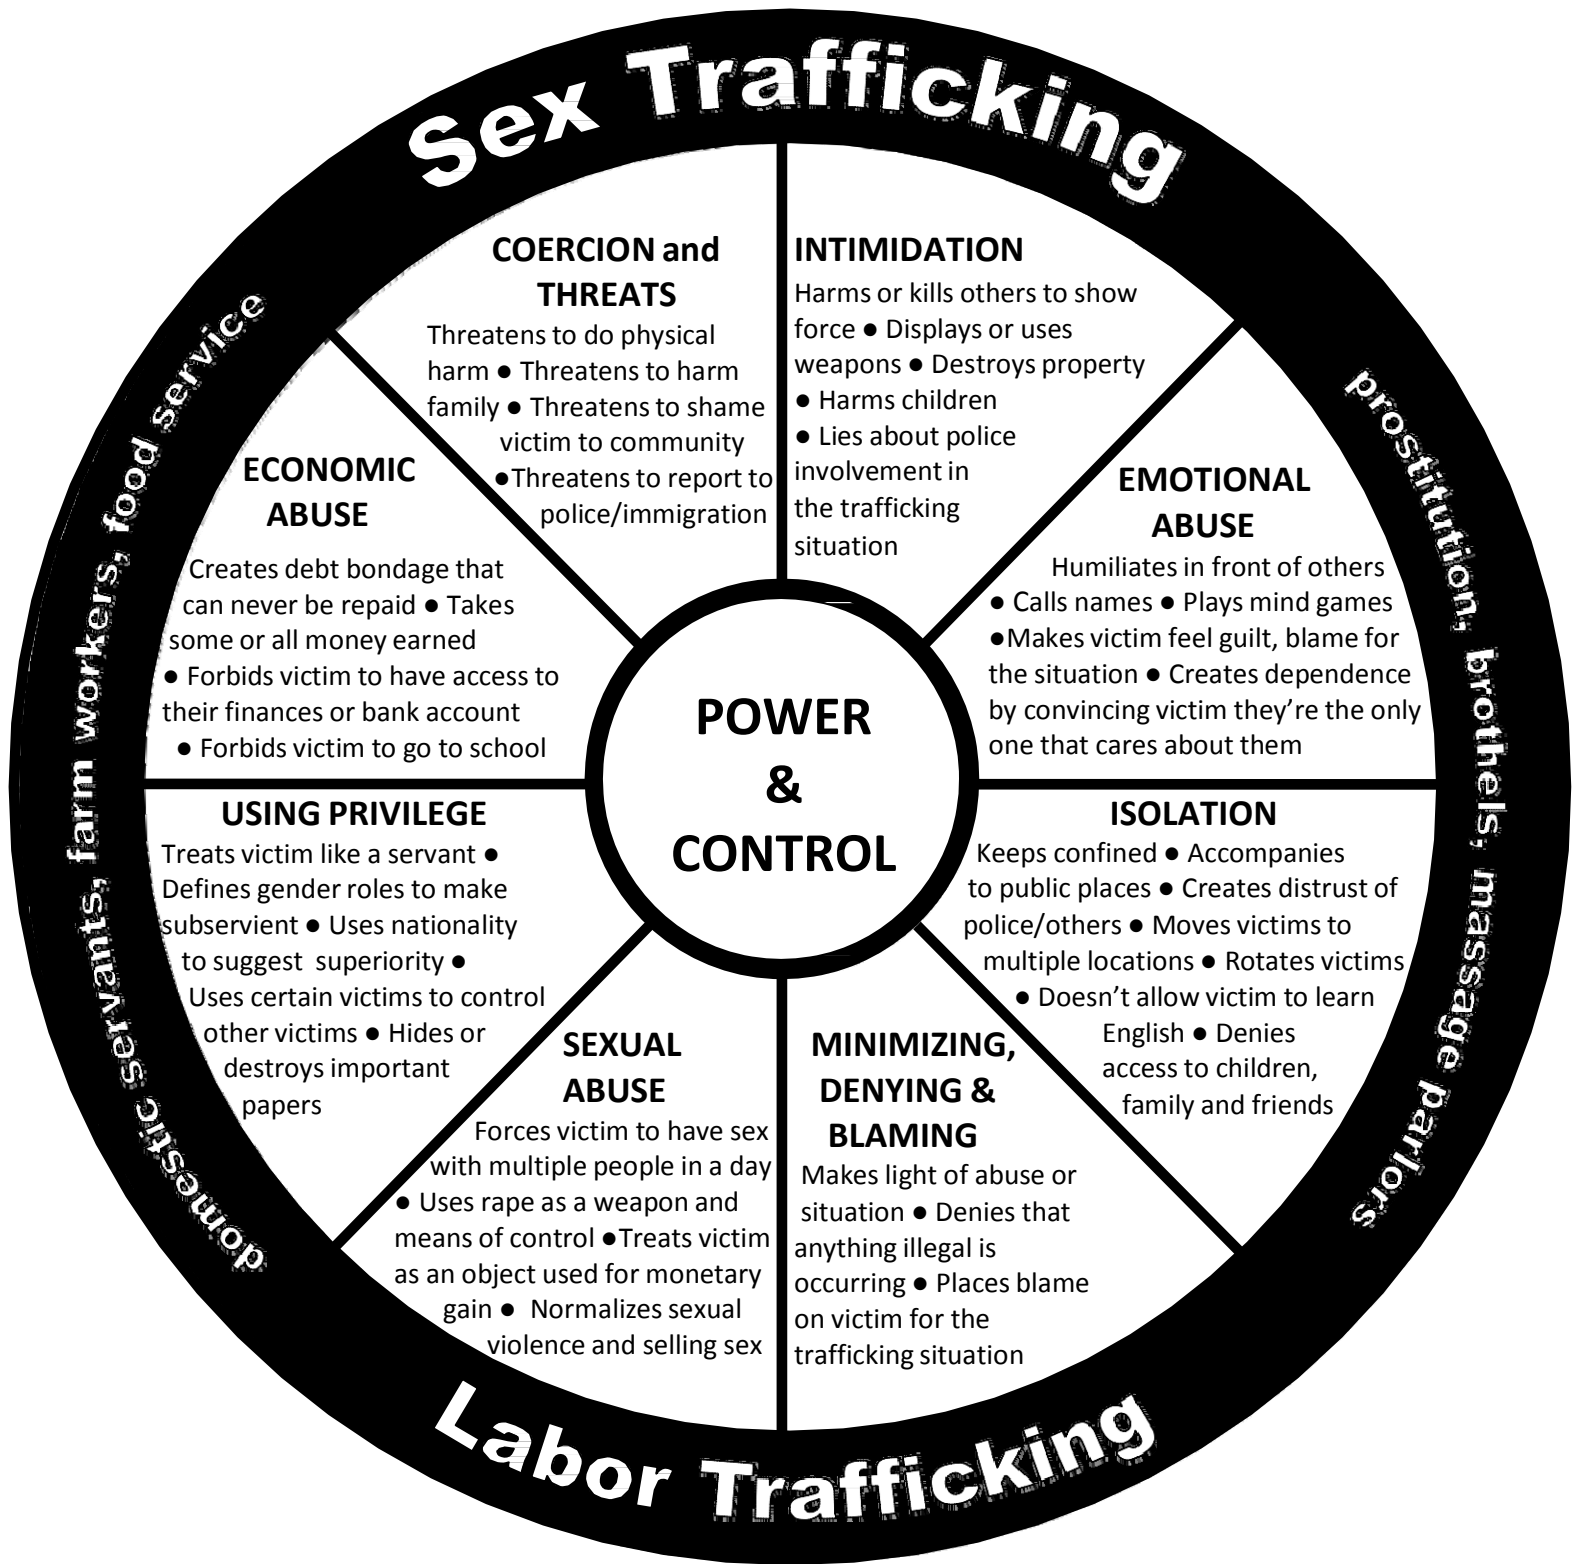 Sex Trafficking
COERCION and
THREATS
Threatens to do physical
harm ● Threatens to harm
family ● Threatens to shame
victim to community
●Threatens to report to
police/immigration
INTIMIDATION
Harms or kills others to show
force ● Displays or uses
weapons ● Destroys property
● Harms children
● Lies about police
involvement in
the trafficking
situation
EMOTIONAL
ABUSE
Humiliates in front of others
● Calls names ● Plays mind games
●Makes victim feel guilt, blame for
the situation ● Creates dependence
by convincing victim they’re the only
one that cares about them
ISOLATION
Keeps confined ● Accompanies
to public places ● Creates distrust of
police/others ● Moves victims to
multiple locations ● Rotates victims
● Doesn’t allow victim to learn
English ● Denies
access to children,
family and friends
MINIMIZING,
DENYING &
BLAMING
Makes light of abuse or
situation ● Denies that
anything illegal is
occurring ● Places blame
on victim for the
trafficking situation
SEXUAL
ABUSE
Forces victim to have sex
with multiple people in a day
● Uses rape as a weapon and
means of control ●Treats victim
as an object used for monetary
gain ● Normalizes sexual
violence and selling sex
USING PRIVILEGE
Treats victim like a servant ●
Defines gender roles to make
subservient ● Uses nationality
to suggest superiority ●
Uses certain victims to control
other victims ● Hides or
destroys important
papers
ECONOMIC
ABUSE
Creates debt bondage that
can never be repaid ● Takes
some or all money earned
● Forbids victim to have access to
their finances or bank account
● Forbids victim to go to school
POWER
&
CONTROL
prostitution, brothels, massage parlors
domestic servants, farm workers, food service
Labor Trafficking